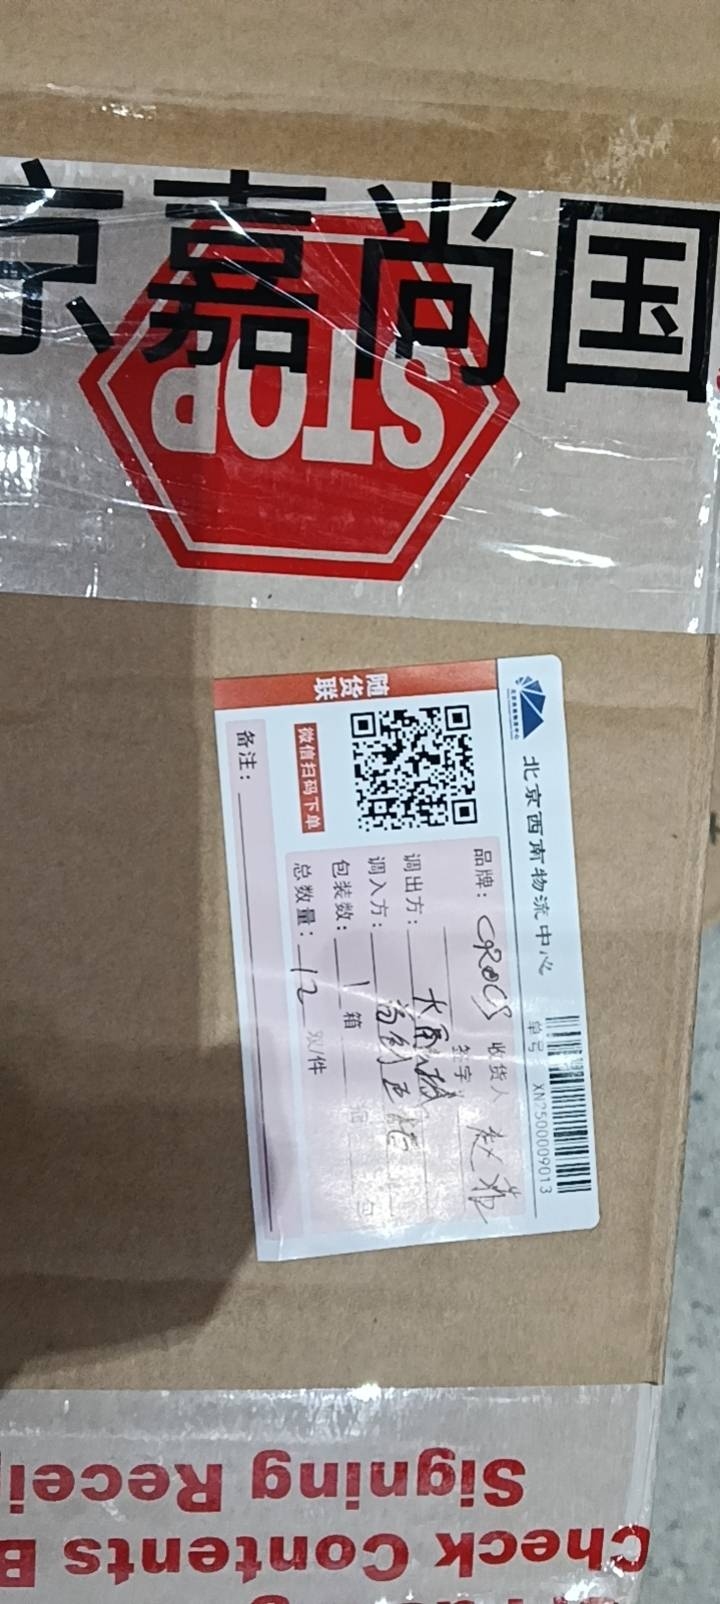 京嘉尚国
STOP
北京西南物流中心
单号 XN2500009013
随货联
微信扫码下单
品牌：CROCS
收货人
签字
调出方：
调入方：
包装数：1箱
总数量：12 双/件
备注：
Check Contents B
Signing Recei